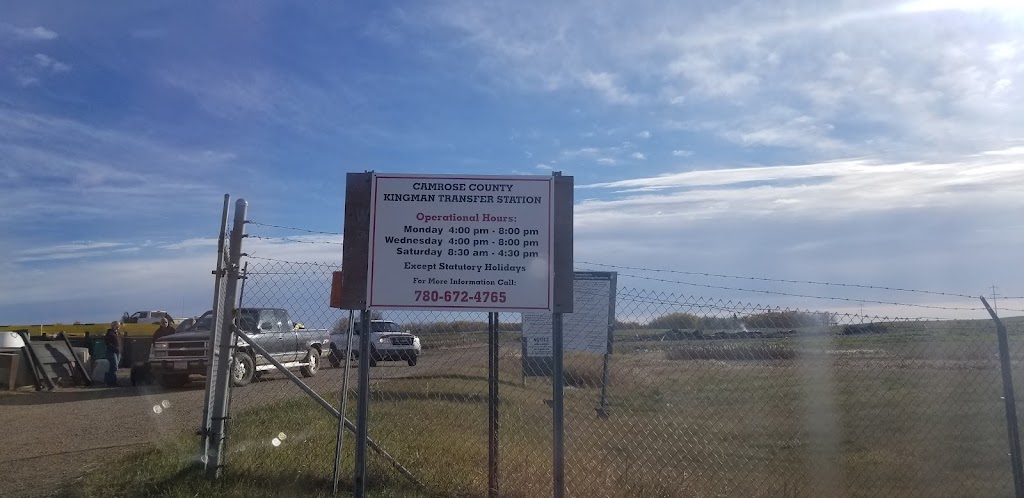 CAMROSE COUNTY
KINGMAN TRANSFER STATION
Operational Hours:
Monday 4:00 pm - 8:00 pm
Wednesday 4:00 pm - 8:00 pm
Saturday 8:30 am - 4:30 pm
Except Statutory Holidays
For More Information Call:
780-672-4765
NOTICE